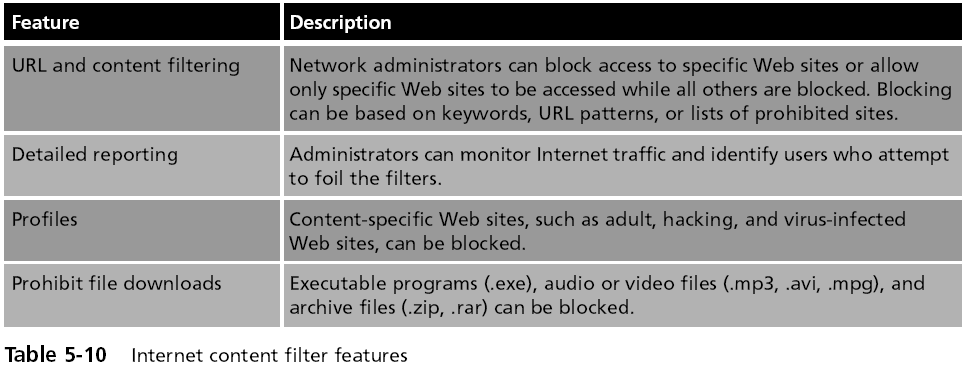 Feature Description
URL and content filtering Network administrators can block access to specific Web sites or allow
only specific Web sites to be accessed while all others are blocked. Blocking
can be based on keywords, URL patterns, or lists of prohibited sites.
Detailed reporting Administrators can monitor Internet traffic and identify users who attempt
to foil the filters.
Profiles Content-specific Web sites, such as adult, hacking, and virus-infected
Web sites, can be blocked.
Prohibit file downloads Executable programs (.exe), audio or video files (.mp3, .avi, .mpg), and
archive files (.zip, .rar) can be blocked.
Table 5-10 Internet content filter features